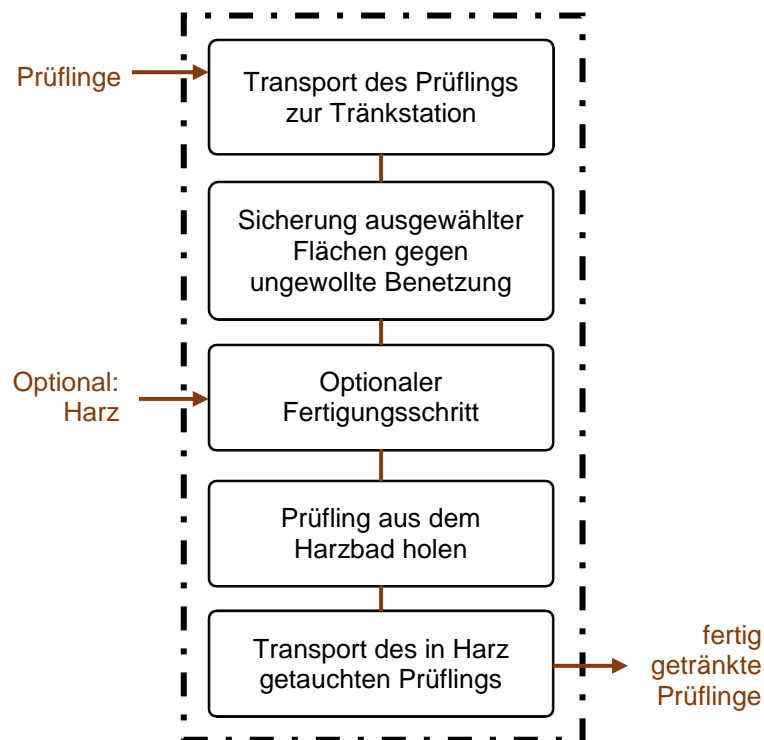 Prüflinge
Transport des Prüflings
zur Tränkstation
Sicherung ausgewählter
Flächen gegen
ungewollte Benetzung
Optional:
Harz
Optionaler
Fertigungsschritt
Prüfling aus dem
Harzbad holen
Transport des in Harz
getauchten Prüflings
fertig
getränkte
Prüflinge